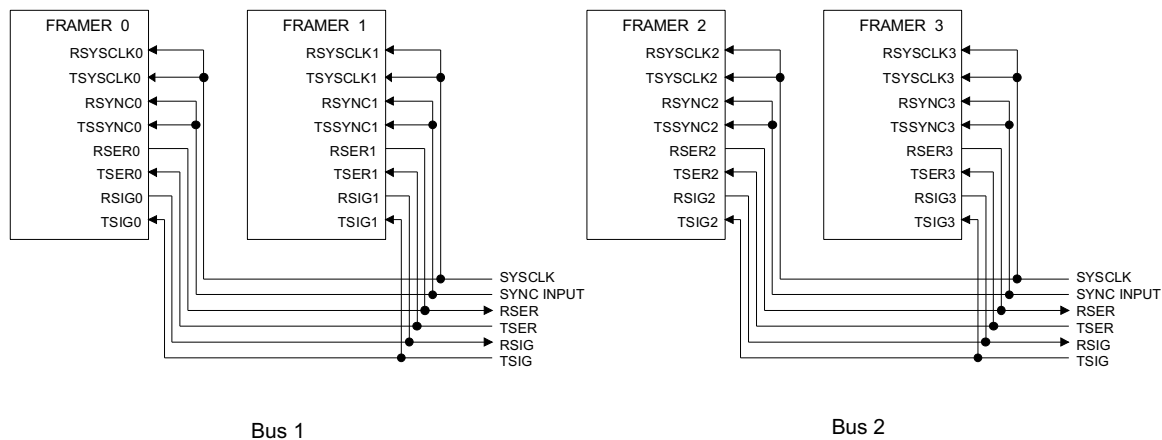 FRAMER 0
RSYSCLK0
TSYSCLK0
RSYNC0
TSSYNC0
RSER0
TSER0
RSIG0
TSIG0
FRAMER 1
RSYSCLK1
TSYSCLK1
RSYNC1
TSSYNC1
RSER1
TSER1
RSIG1
TSIG1
SYSCLK
SYNC INPUT
RSER
TSER
RSIG
TSIG
Bus 1
FRAMER 2
RSYSCLK2
TSYSCLK2
RSYNC2
TSSYNC2
RSER2
TSER2
RSIG2
TSIG2
FRAMER 3
RSYSCLK3
TSYSCLK3
RSYNC3
TSSYNC3
RSER3
TSER3
RSIG3
TSIG3
SYSCLK
SYNC INPUT
RSER
TSER
RSIG
TSIG
Bus 2